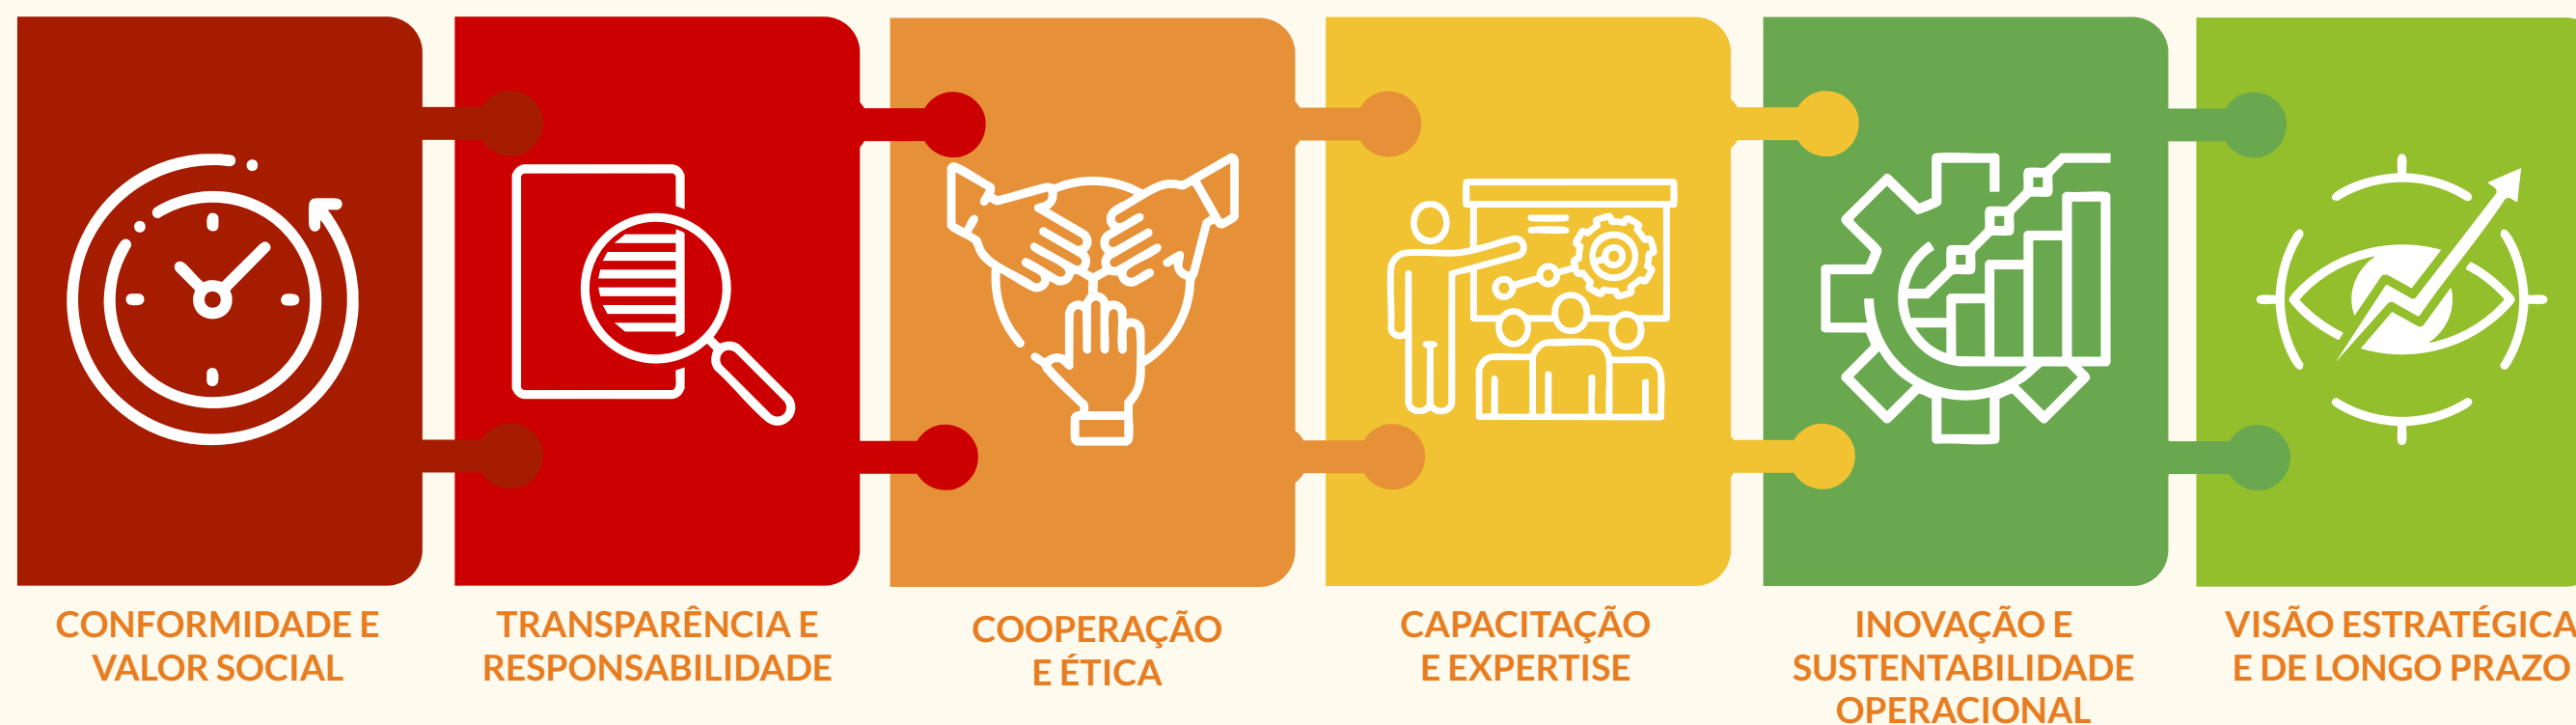 CONFORMIDADE E
VALOR SOCIAL
TRANSPARÊNCIA E
RESPONSABILIDADE
COOPERAÇÃO
E ÉTICA
CAPACITAÇÃO
E EXPERTISE
INOVAÇÃO E
SUSTENTABILIDADE
OPERACIONAL
VISÃO ESTRATÉGICA
E DE LONGO PRAZO